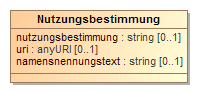 Nutzungsbestimmung
nutzungsbestimmung : string [0..1]
uri : anyURI [0..1]
namensnennungstext : string [0..1]